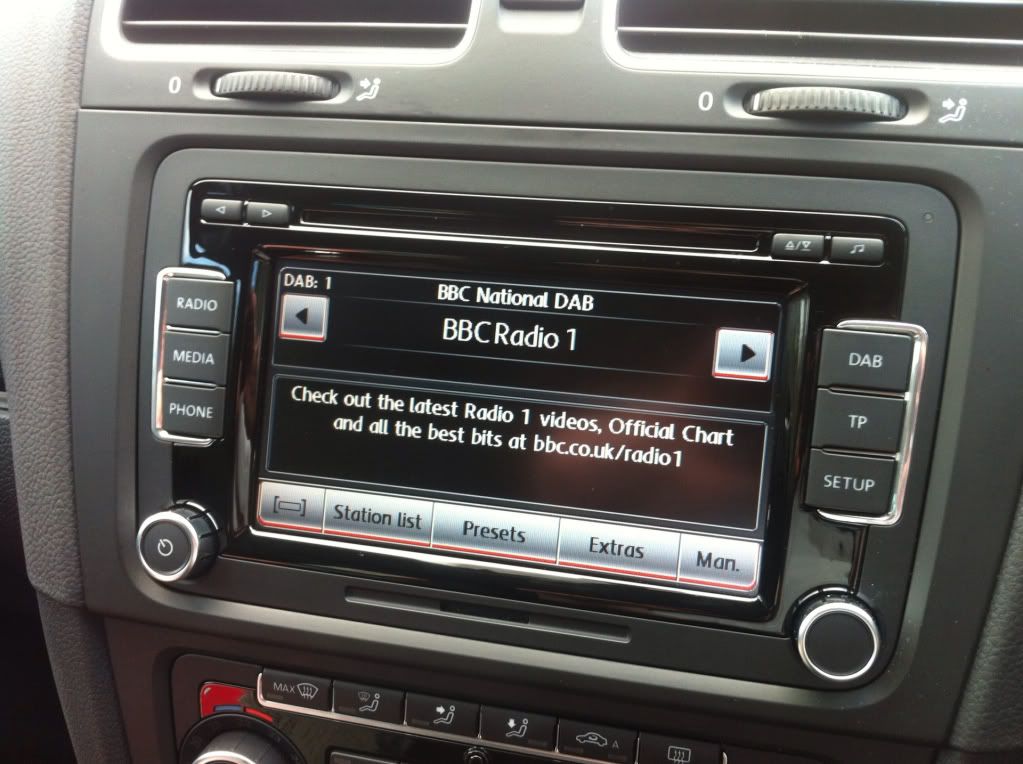 0
0
DAB: 1
BBC National DAB
BBC Radio 1
Check out the latest Radio 1 videos, Official Chart
and all the best bits at bbc.co.uk/radio1
Station list
Presets
Extras
Man.
RADIO
MEDIA
PHONE
DAB
TP
SETUP
MAX
A